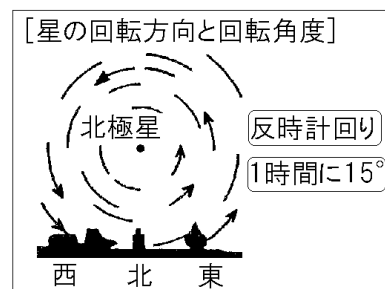 [星の回転方向と回転角度]
北極星
反時計回り
1時間に15°
西 北 東